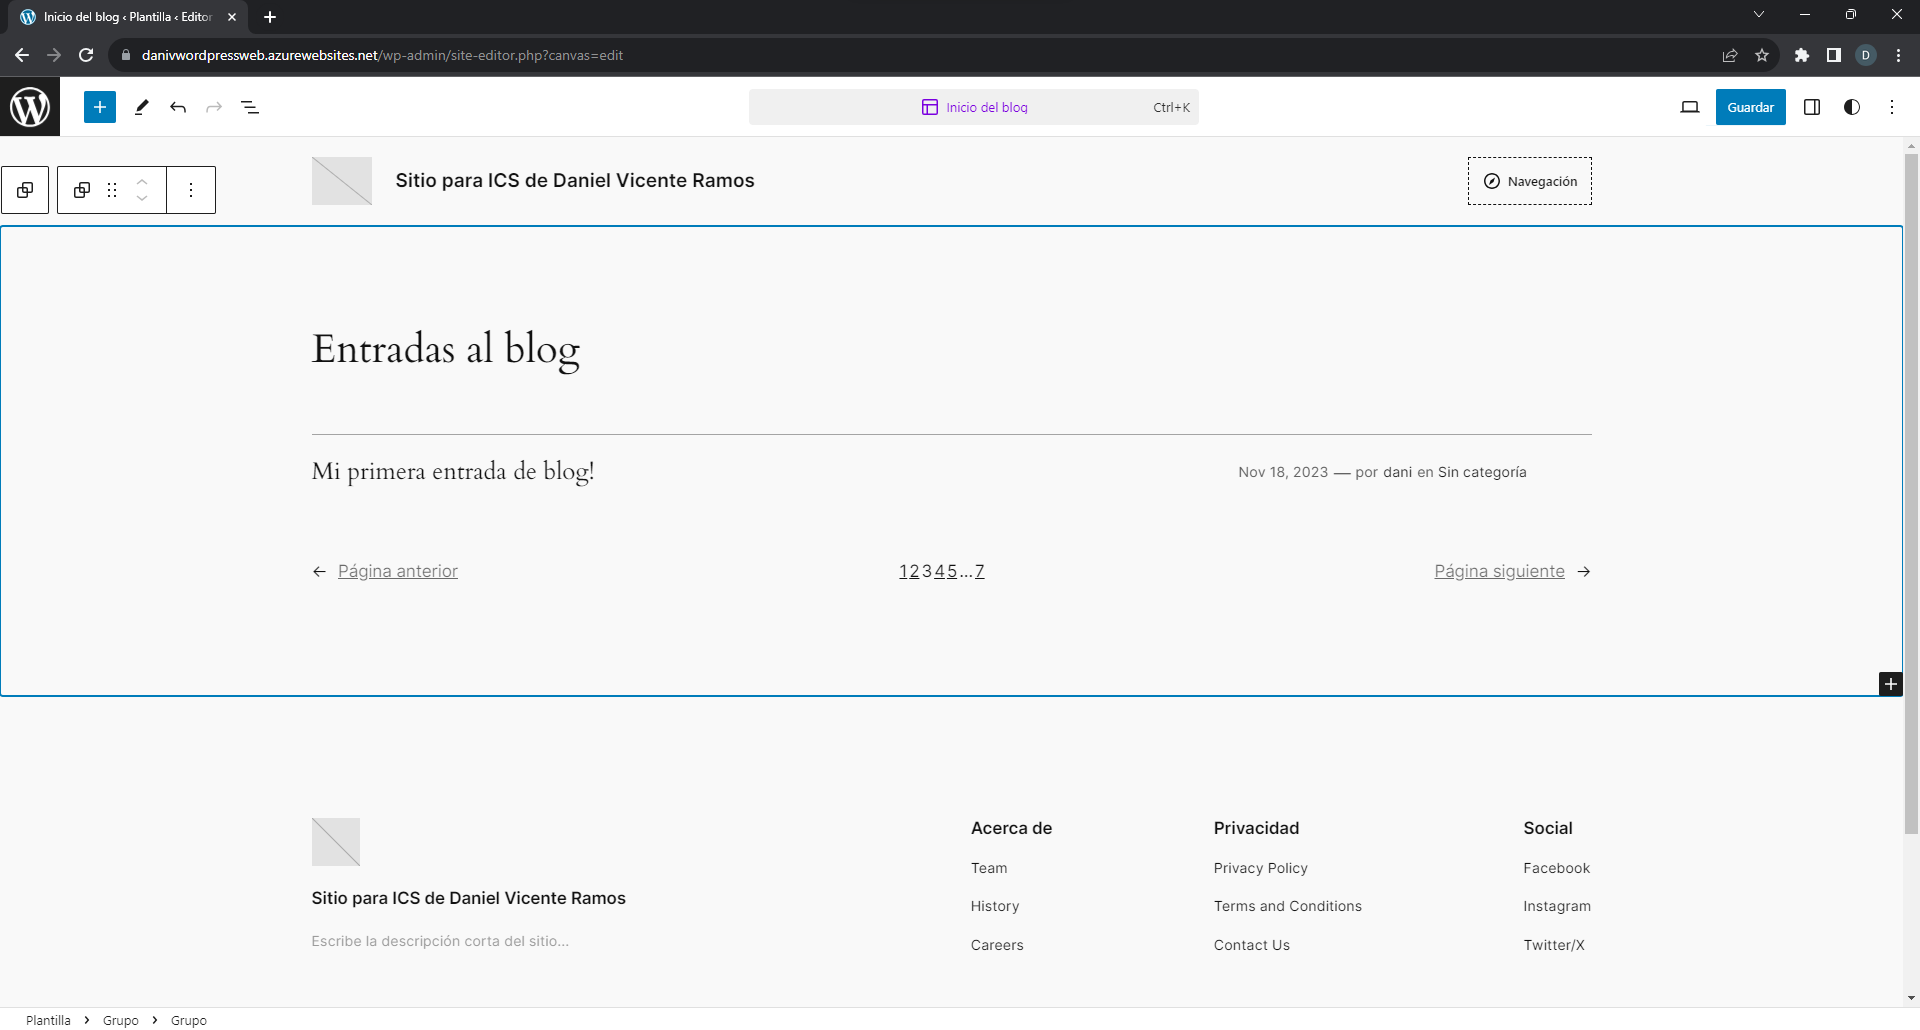 Inicio del blog ‹ Plantilla ‹ Editor
danivwordpressweb.azurewebsites.net/wp-admin/site-editor.php?canvas=edit
D
Inicio del blog Ctrl+K
Guardar
Sitio para ICS de Daniel Vicente Ramos
Navegación
Entradas al blog
Mi primera entrada de blog!
Nov 18, 2023 — por dani en Sin categoría
← Página anterior
1 2 3 4 5 … 7
Página siguiente →
Sitio para ICS de Daniel Vicente Ramos
Escribe la descripción corta del sitio...
Acerca de
Team
History
Careers
Privacidad
Privacy Policy
Terms and Conditions
Contact Us
Social
Facebook
Instagram
Twitter/X
Plantilla › Grupo › Grupo